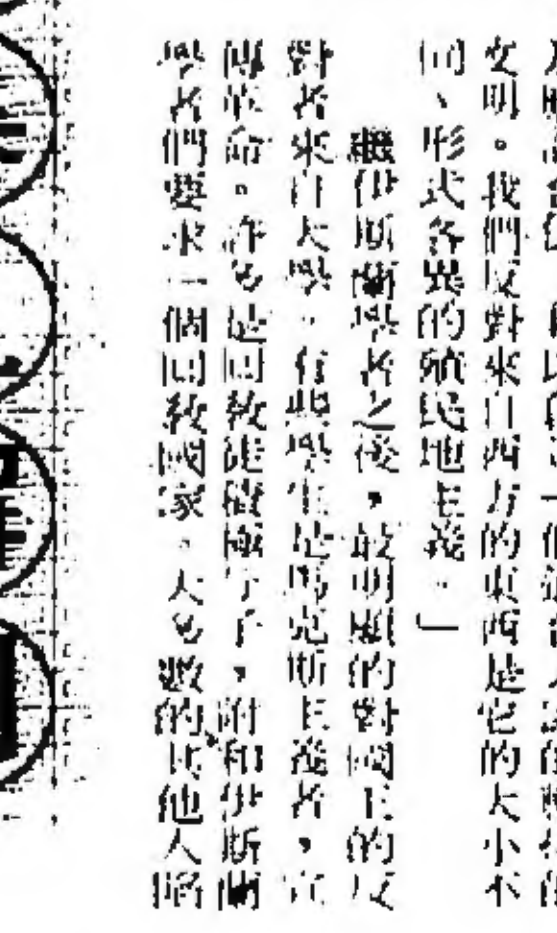 文明。我們反對來自西方的東西是它的大小不
同、形式各異的殖民地主義。」
繼伊斯蘭學者之後,最明顯的對國王的反
對者來自大學。有些學生是馬克斯主義者,宣
傳革命。許多是回教徒積極分子,附和伊斯蘭
學者們要求一個回教國家。大多數的其他人略